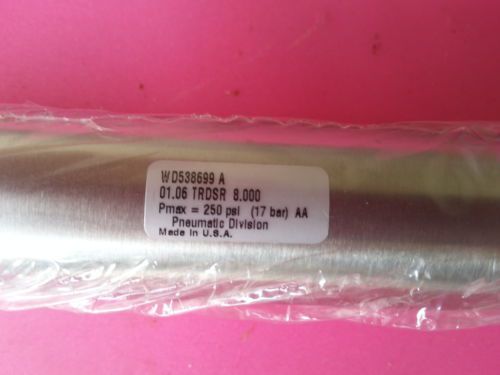 WD538699 A
01.06 TRDSR 8.000
Pmax = 250 psi (17 bar) AA
Pneumatic Division
Made in U.S.A.